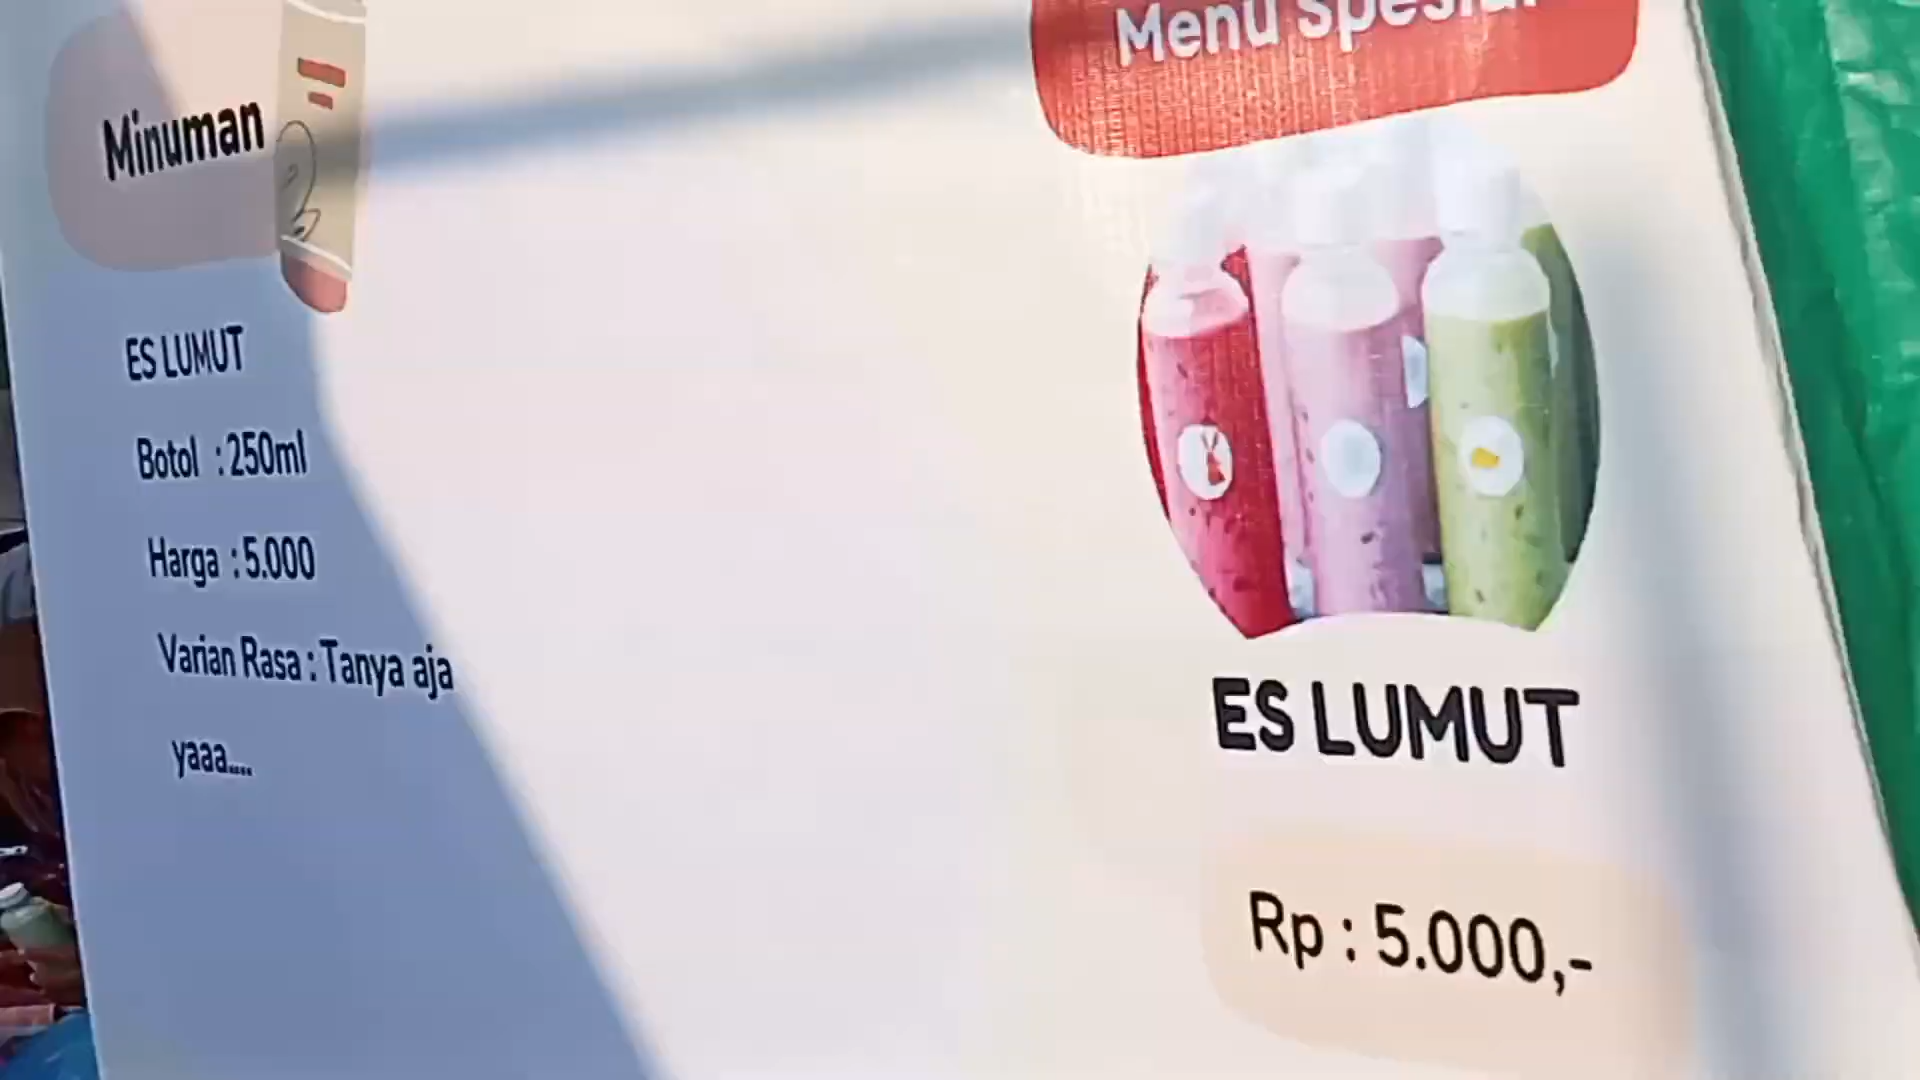 Minuman
ES LUMUT
Botol : 250ml
Harga : 5.000
Varian Rasa : Tanya aja
yaaa....
Menu Spesial
ES LUMUT
Rp : 5.000,-